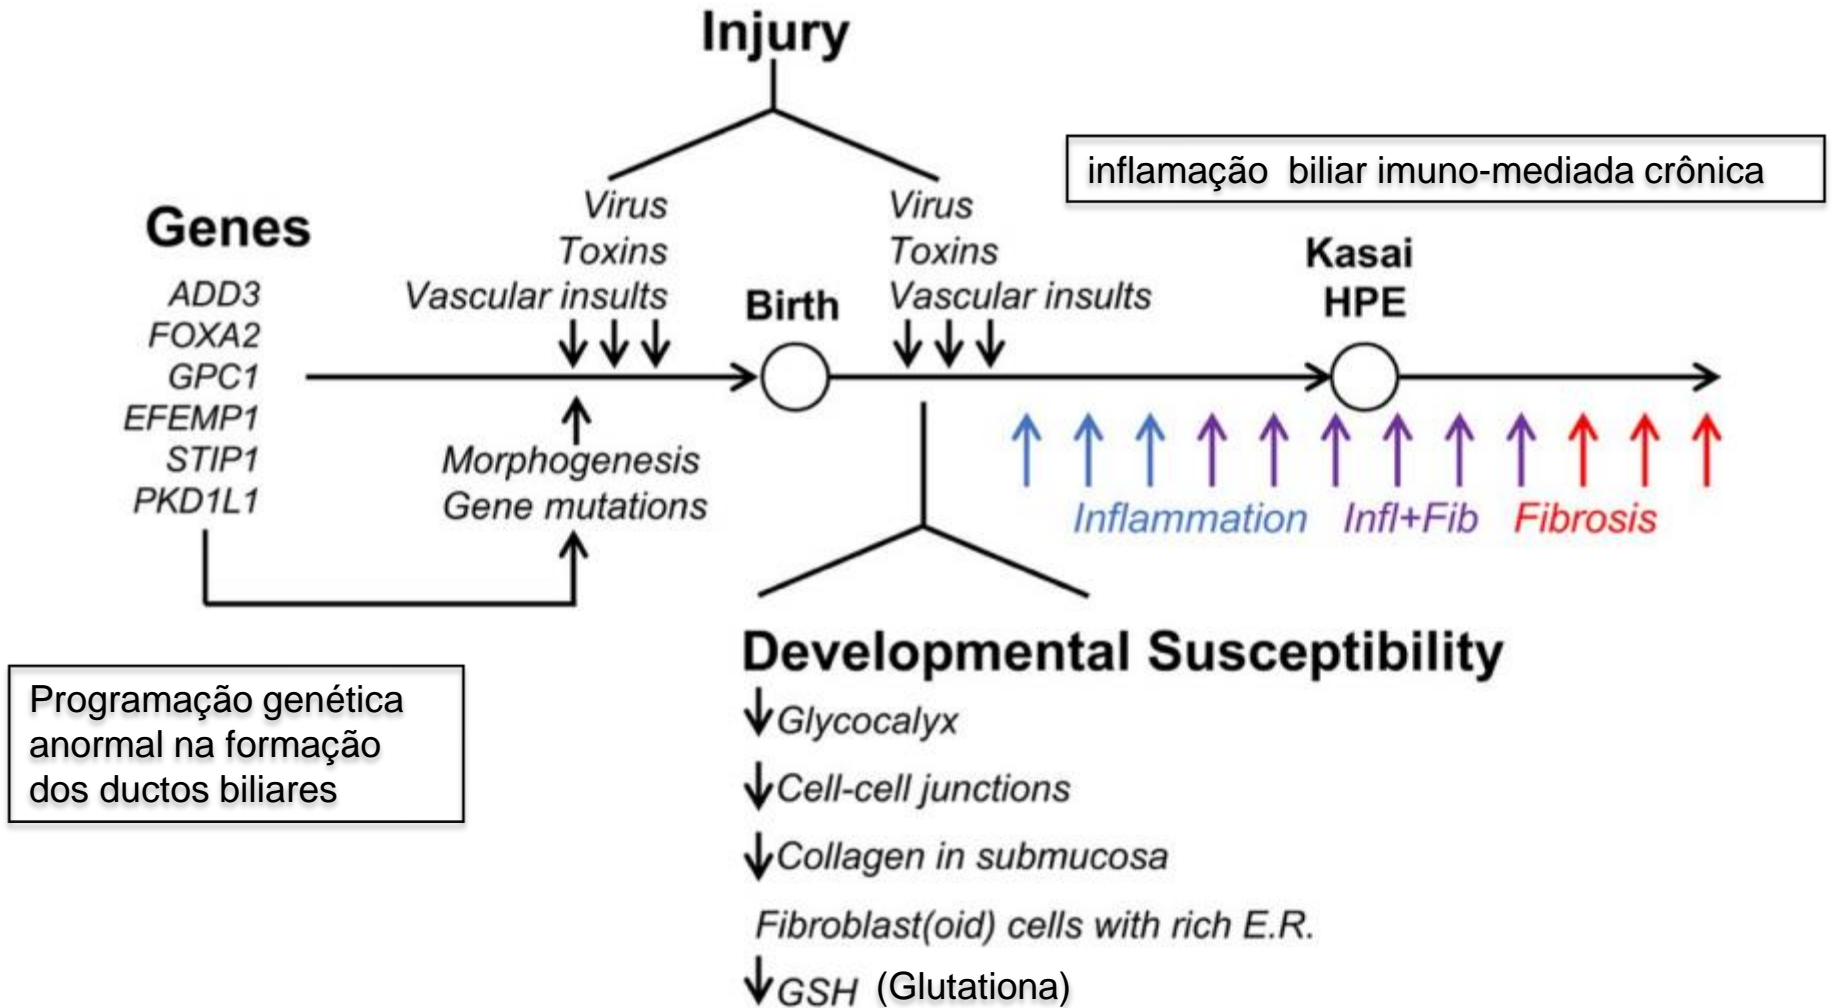 Injury
inflamação biliar imuno-mediada crônica
Genes
ADD3
FOXA2
GPC1
EFEMP1
STIP1
PKD1L1
Virus
Toxins
Vascular insults
Birth
Virus
Toxins
Vascular insults
Kasai
HPE
Morphogenesis
Gene mutations
Inflammation Infl+Fib Fibrosis
Programação genética
anormal na formação
dos ductos biliares
Developmental Susceptibility
Glycocalyx
Cell-cell junctions
Collagen in submucosa
Fibroblast(oid) cells with rich E.R.
GSH (Glutationa)